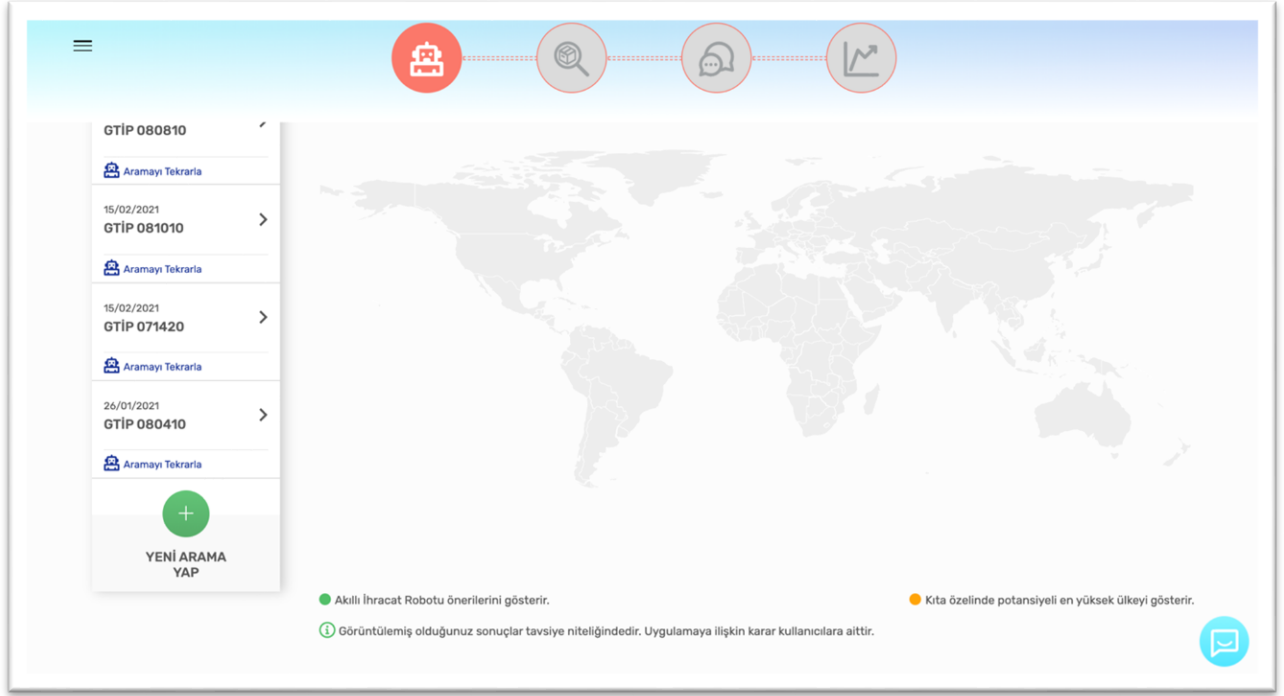 GTİP 080810
Aramayı Tekrarla
15/02/2021
GTİP 081010
Aramayı Tekrarla
15/02/2021
GTİP 071420
Aramayı Tekrarla
26/01/2021
GTİP 080410
Aramayı Tekrarla
YENİ ARAMA
YAP
Akıllı İhracat Robotu önerilerini gösterir.
Kıta özelinde potansiyeli en yüksek ülkeyi gösterir.
Görüntülemiş olduğunuz sonuçlar tavsiye niteliğindedir. Uygulamaya ilişkin karar kullanıcılara aittir.